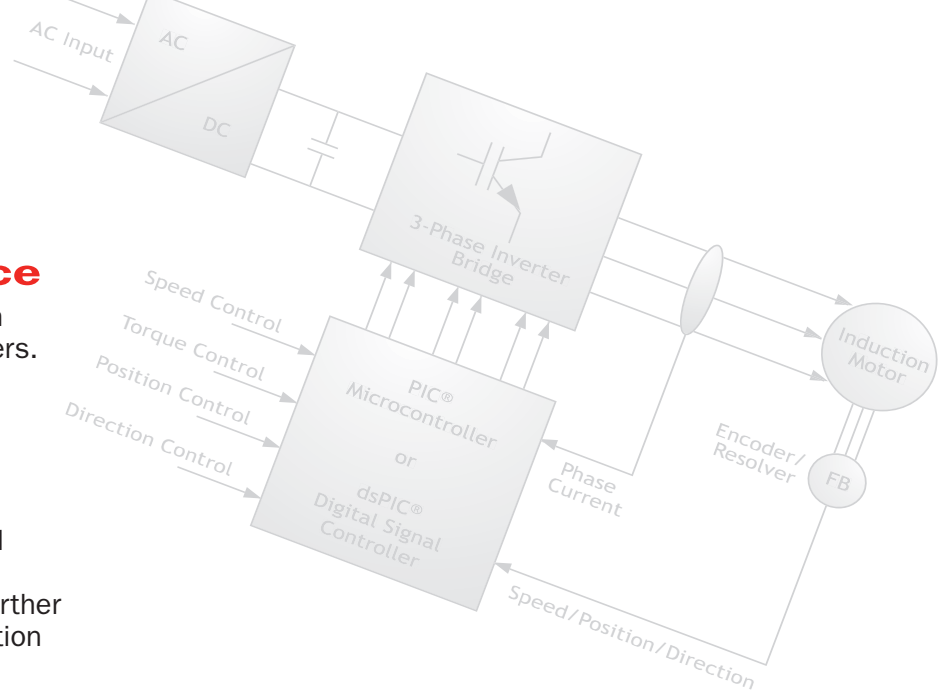 AC Input
AC
DC
3-Phase Inverter
Bridge
ce
ers.
Speed Control
Torque Control
Position Control
Direction Control
PIC®
Microcontroller
or
dsPIC®
Digital Signal
Controller
Phase
Current
Induction
Motor
Encoder/
Resolver
FB
Speed/Position/Direction
rther
tion